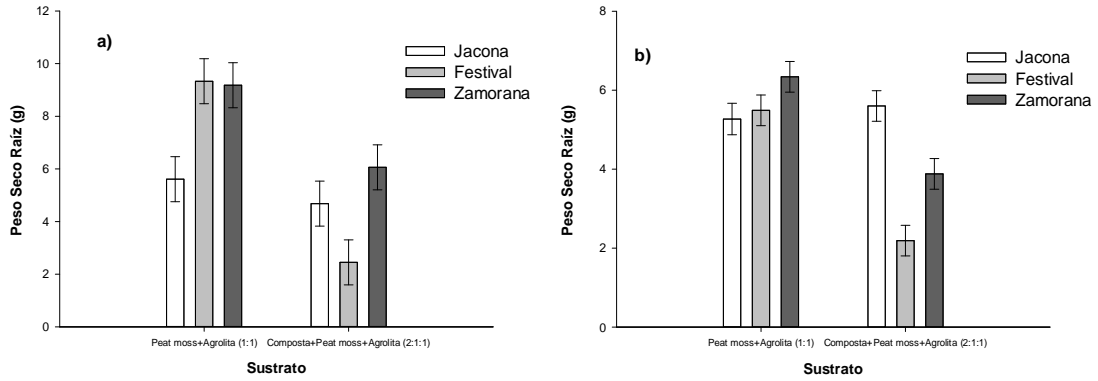 a)
Peso Seco Raíz (g)
12
10
8
6
4
2
0
Jacona
Festival
Zamorana
Peat moss+Agrolita (1:1)
Composta+Peat moss+Agrolita (2:1:1)
Sustrato
b)
Peso Seco Raíz (g)
8
6
4
2
0
Jacona
Festival
Zamorana
Peat moss+Agrolita (1:1)
Composta+Peat moss+Agrolita (2:1:1)
Sustrato